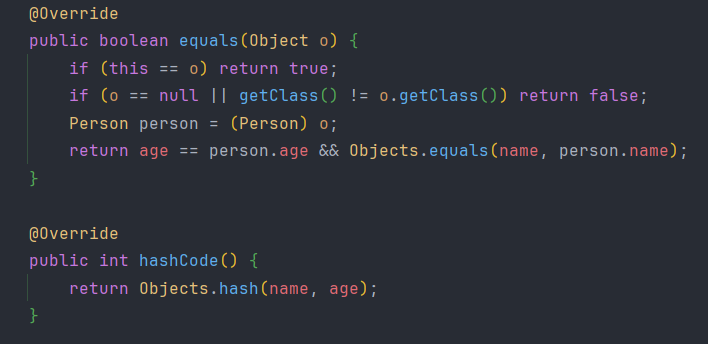 @Override
public boolean equals(Object o) {
if (this == o) return true;
if (o == null || getClass() != o.getClass()) return false;
Person person = (Person) o;
return age == person.age && Objects.equals(name, person.name);
}
@Override
public int hashCode() {
return Objects.hash(name, age);
}